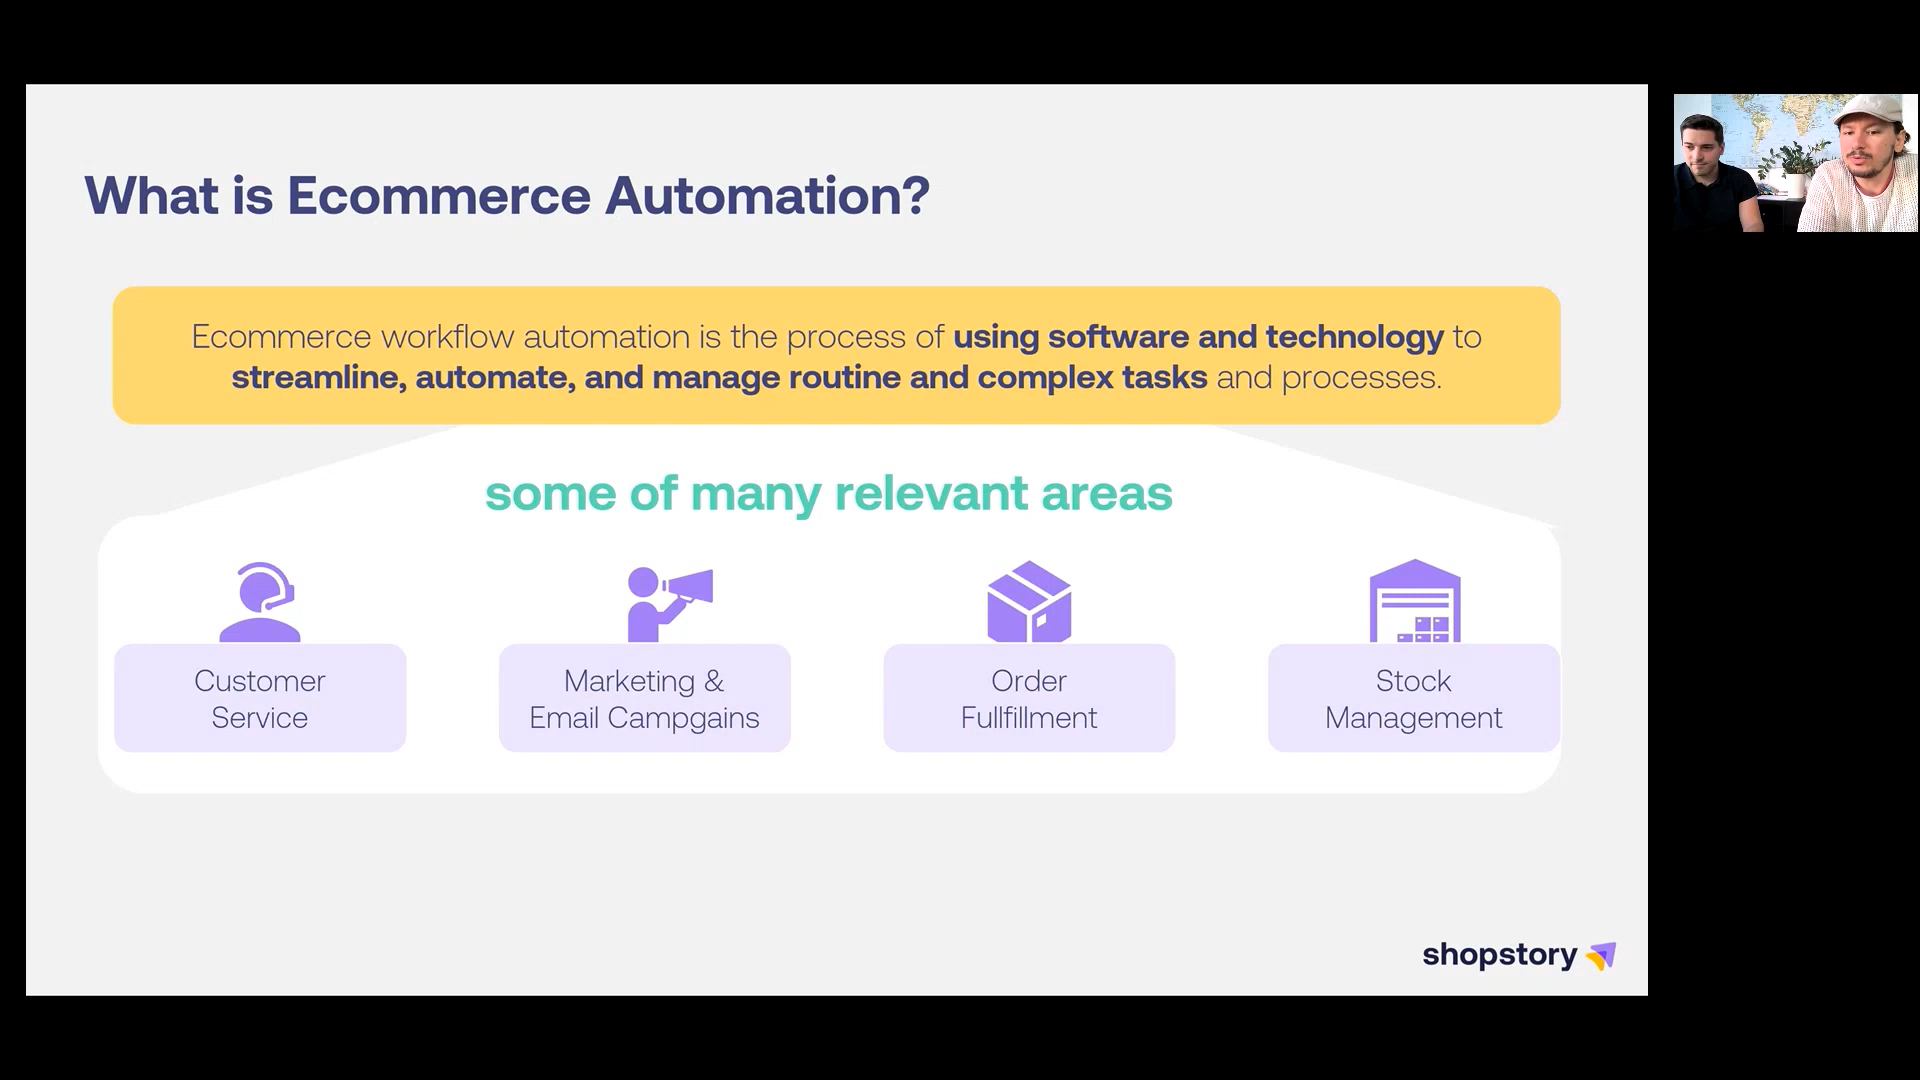 What is Ecommerce Automation?
Ecommerce workflow automation is the process of using software and technology to
streamline, automate, and manage routine and complex tasks and processes.
some of many relevant areas
Customer
Service
Marketing &
Email Campgains
Order
Fullfillment
Stock
Management
shopstory